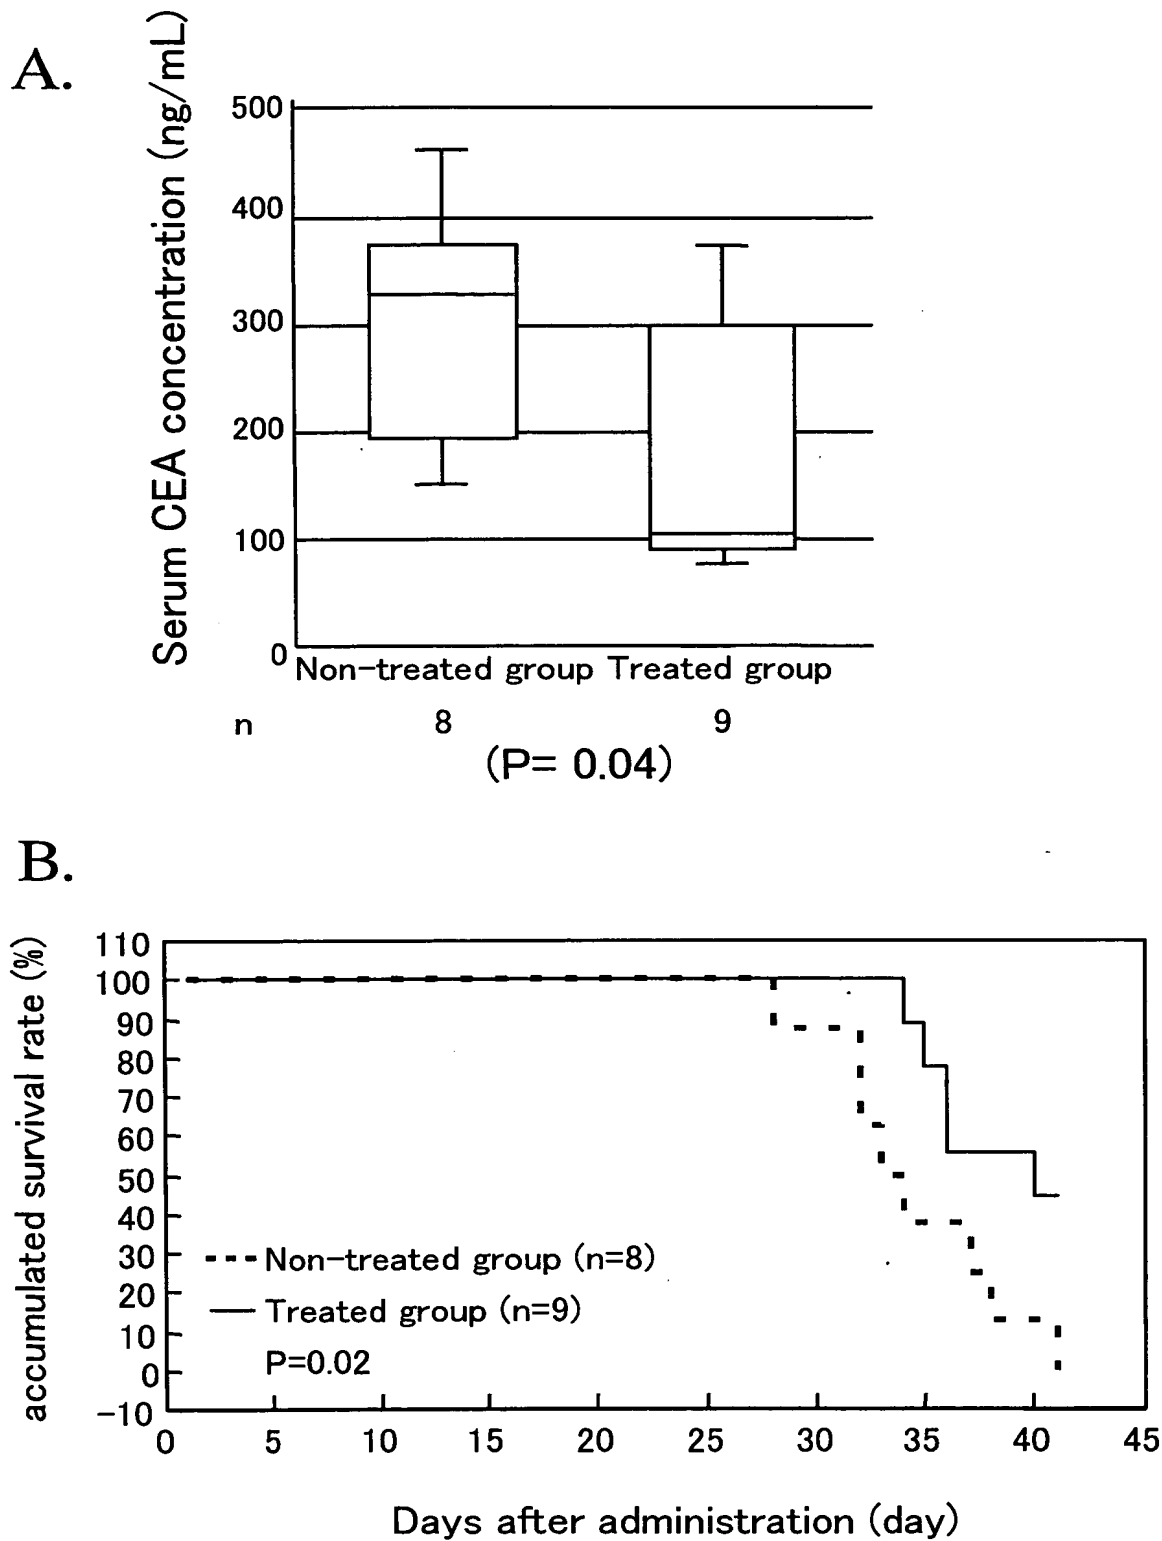 A.
Serum CEA concentration (ng/mL)
500
400
300
200
100
0
Non-treated group Treated group
n 8 9
(P= 0.04)
B.
accumulated survival rate (%)
110
100
90
80
70
60
50
40
30
20
10
0
-10
Non-treated group (n=8)
Treated group (n=9)
P=0.02
0 5 10 15 20 25 30 35 40 45
Days after administration (day)